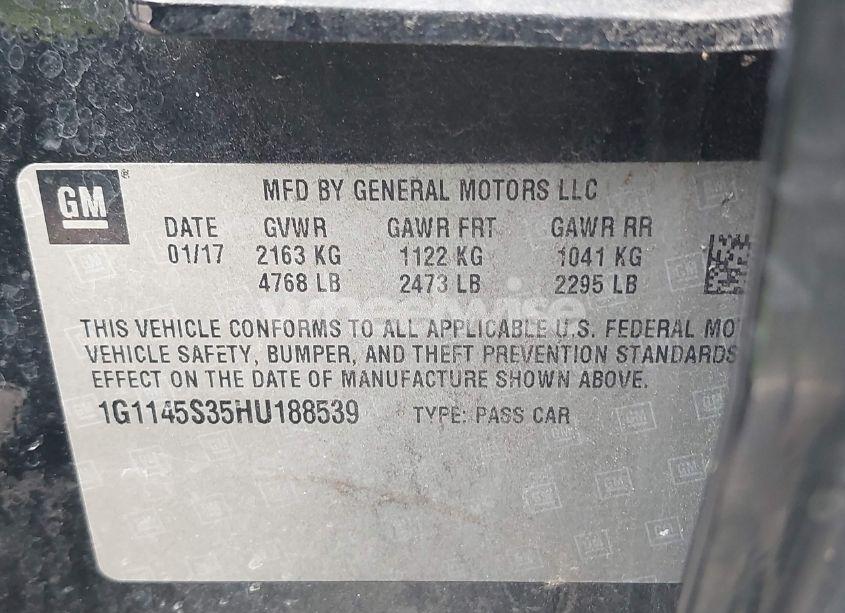 GM
MFD BY GENERAL MOTORS LLC
DATE GVWR GAWR FRT GAWR RR
01/17 2163 KG 1122 KG 1041 KG
4768 LB 2473 LB 2295 LB
THIS VEHICLE CONFORMS TO ALL APPLICABLE U.S. FEDERAL MOT
VEHICLE SAFETY, BUMPER, AND THEFT PREVENTION STANDARDS
EFFECT ON THE DATE OF MANUFACTURE SHOWN ABOVE.
1G1145S35HU188539 TYPE: PASS CAR